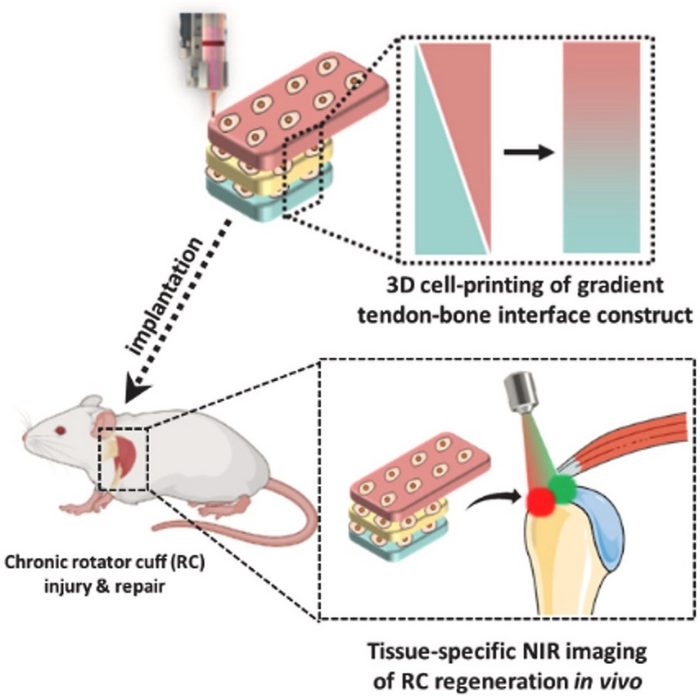 3D cell-printing of gradient
tendon-bone interface construct
implantation
Chronic rotator cuff (RC)
injury & repair
Tissue-specific NIR imaging
of RC regeneration in vivo